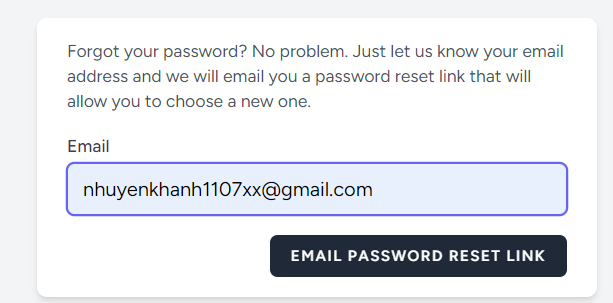 Forgot your password? No problem. Just let us know your email
address and we will email you a password reset link that will
allow you to choose a new one.
Email
nhuyenkhanh1107xx@gmail.com
EMAIL PASSWORD RESET LINK